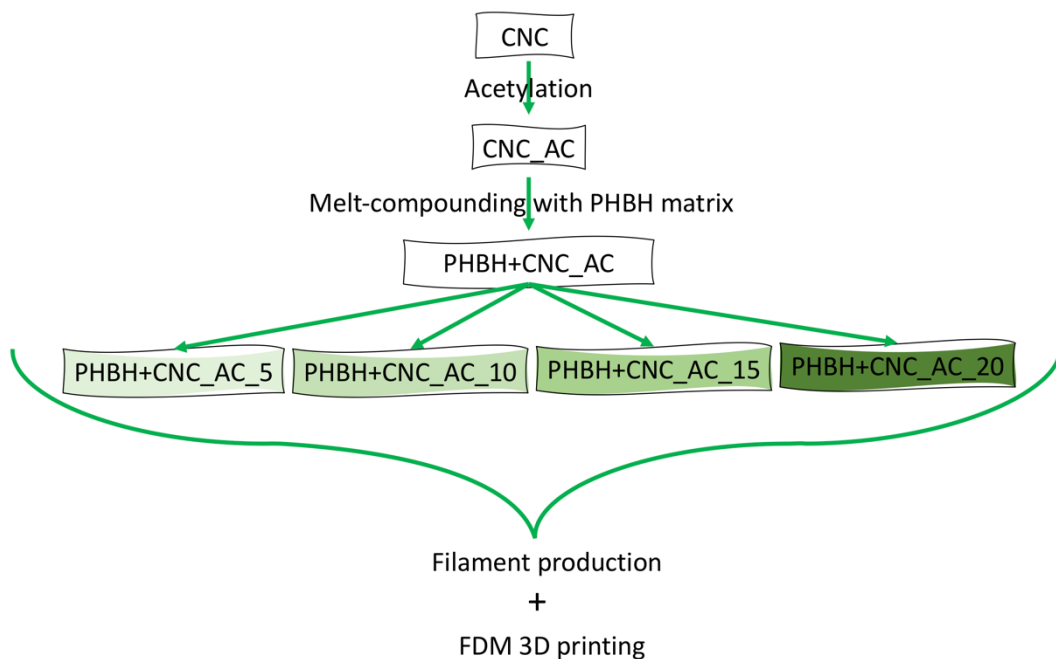 CNC
Acetylation
CNC_AC
Melt-compounding with PHBH matrix
PHBH+CNC_AC
PHBH+CNC_AC_5
PHBH+CNC_AC_10
PHBH+CNC_AC_15
PHBH+CNC_AC_20
Filament production
+
FDM 3D printing